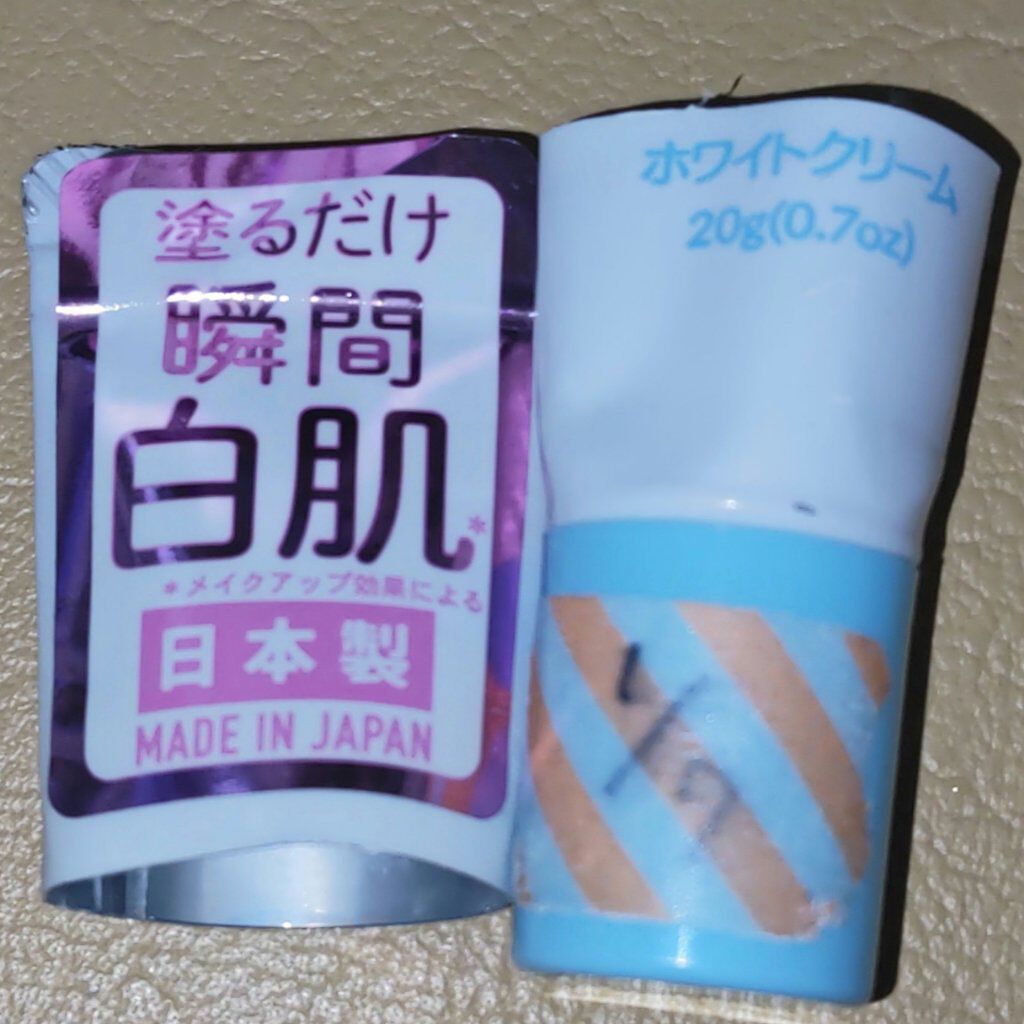 塗るだけ
瞬間
白肌*
*メイクアップ効果による
日本製
MADE IN JAPAN
ホワイトクリーム
20g(0.7oz)